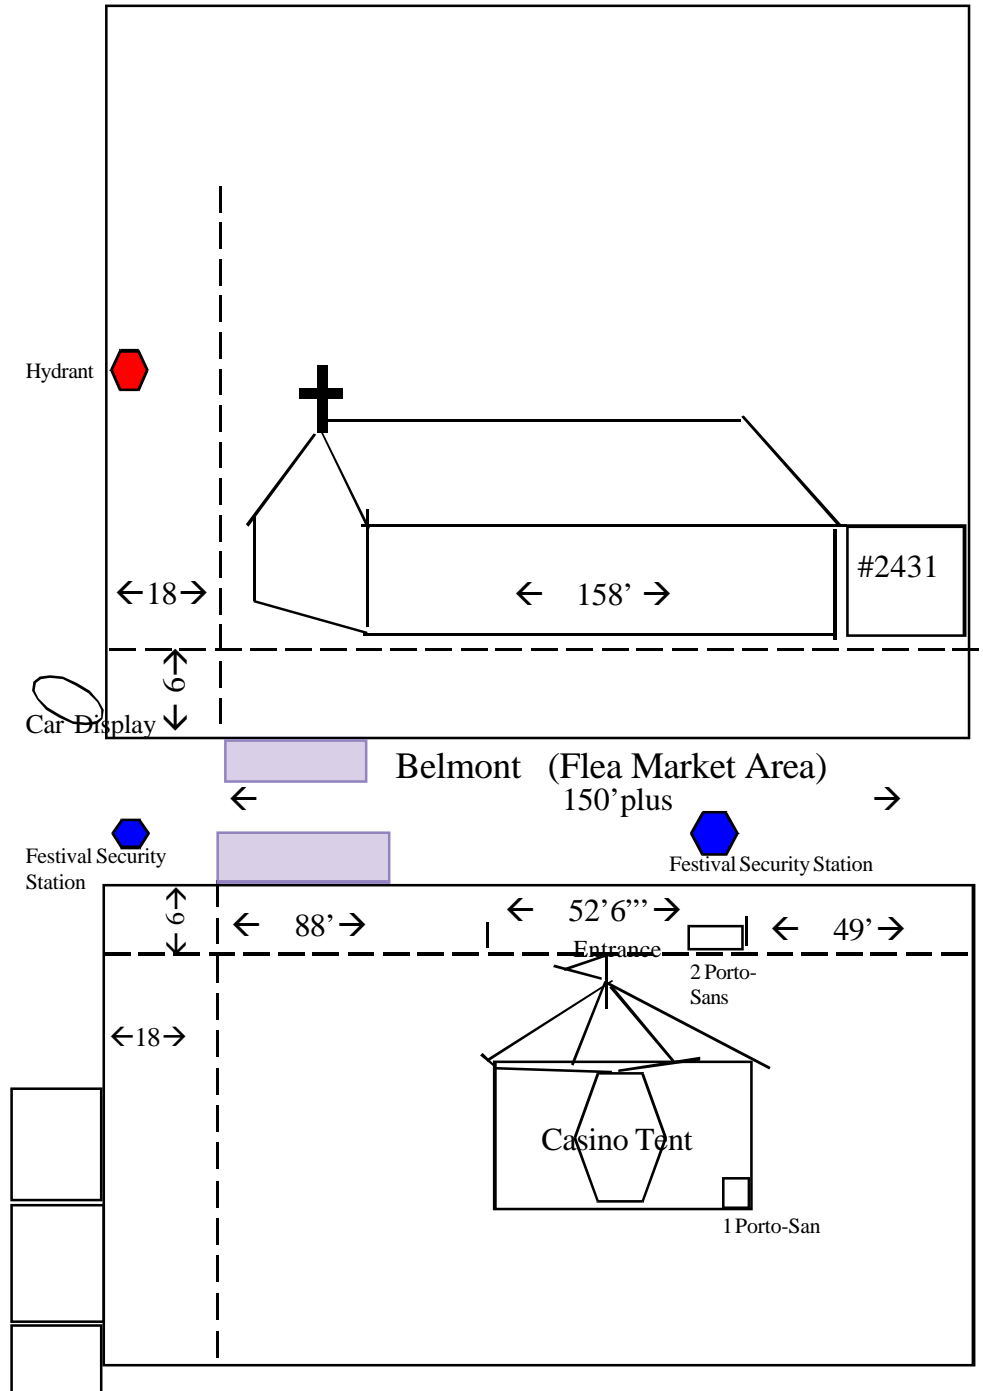 Hydrant
#2431
←18→
← 158’ →
←6→
Car Display
Belmont (Flea Market Area)
← 150’plus →
Festival Security
Station
Festival Security Station
←6→
← 88’ →
← 52’6”’→
← 49’ →
Entrance
2 Porto-
Sans
←18→
Casino Tent
1 Porto-San